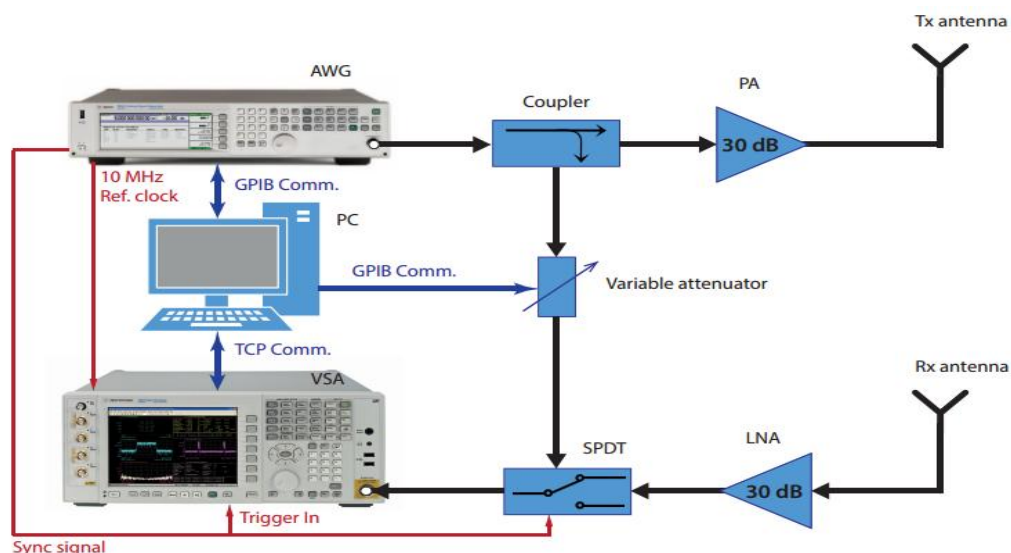 Tx antenna
AWG
PA
Coupler
30 dB
10 MHz
Ref. clock
GPIB Comm.
PC
GPIB Comm.
Variable attenuator
TCP Comm.
VSA
Rx antenna
SPDT
LNA
30 dB
Trigger In
Sync signal